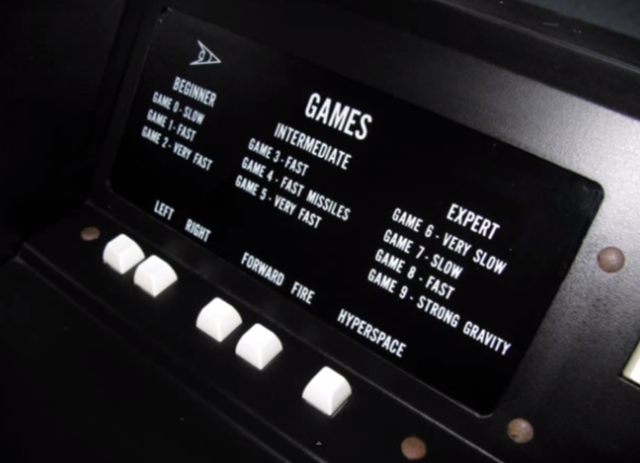 GAMES
BEGINNER
GAME 0 - SLOW
GAME 1 - FAST
GAME 2 - VERY FAST
INTERMEDIATE
GAME 3 - FAST
GAME 4 - FAST MISSILES
GAME 5 - VERY FAST
EXPERT
GAME 6 - VERY SLOW
GAME 7 - SLOW
GAME 8 - FAST
GAME 9 - STRONG GRAVITY
LEFT RIGHT
FORWARD FIRE
HYPERSPACE